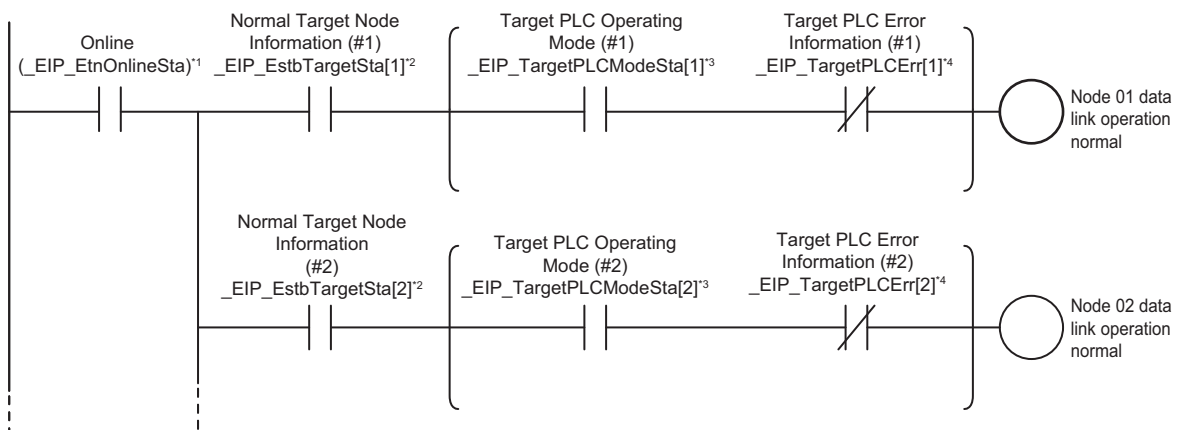 Online
(_EIP_EtnOnlineSta)*1
Normal Target Node
Information (#1)
_EIP_EstbTargetSta[1]*2
Target PLC Operating
Mode (#1)
_EIP_TargetPLCModeSta[1]*3
Target PLC Error
Information (#1)
_EIP_TargetPLCErr[1]*4
Node 01 data
link operation
normal
Normal Target Node
Information
(#2)
_EIP_EstbTargetSta[2]*2
Target PLC Operating
Mode (#2)
_EIP_TargetPLCModeSta[2]*3
Target PLC Error
Information (#2)
_EIP_TargetPLCErr[2]*4
Node 02 data
link operation
normal